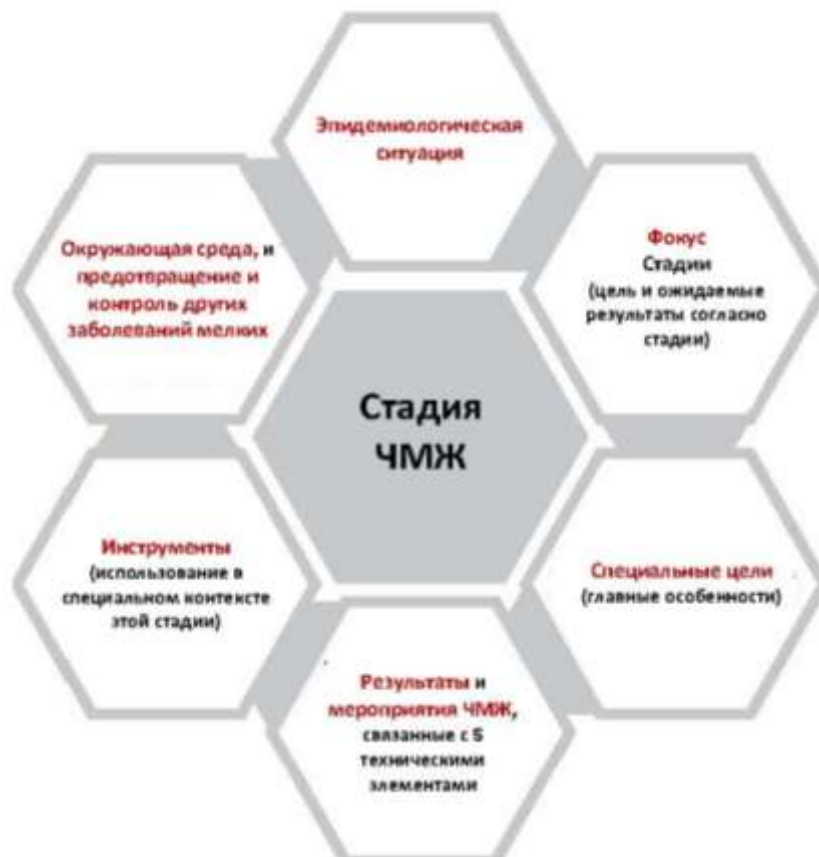 Эпидемиологическая
ситуация
Фокус
Стадии
(цель и ожидаемые
результаты согласно
стадии)
Специальные цели
(главные особенности)
Результаты и
мероприятия ЧМЖ,
связанные с 5
техническими
элементами
Инструменты
(использование в
специальном контексте
этой стадии)
Окружающая среда, и
предотвращение и
контроль других
заболеваний мелких
Стадия
ЧМЖ